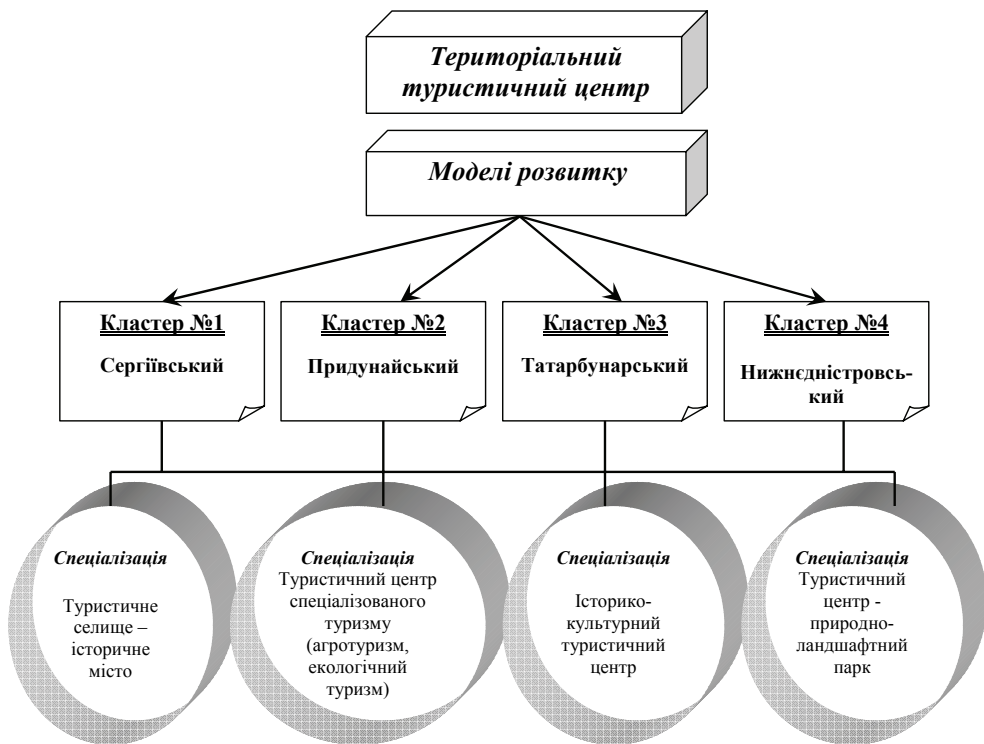 Територіальний
туристичний центр
Моделі розвитку
Кластер №1
Сергіївський
Кластер №2
Придунайський
Кластер №3
Татарбунарський
Кластер №4
Нижнєдністровсь-
кий
Спеціалізація
Туристичне
селище –
історичне
місто
Спеціалізація
Туристичний центр
спеціалізованого
туризму
(агротуризм,
екологічний
туризм)
Спеціалізація
Історико-
культурний
туристичний
центр
Спеціалізація
Туристичний
центр -
природно-
ландшафтний
парк